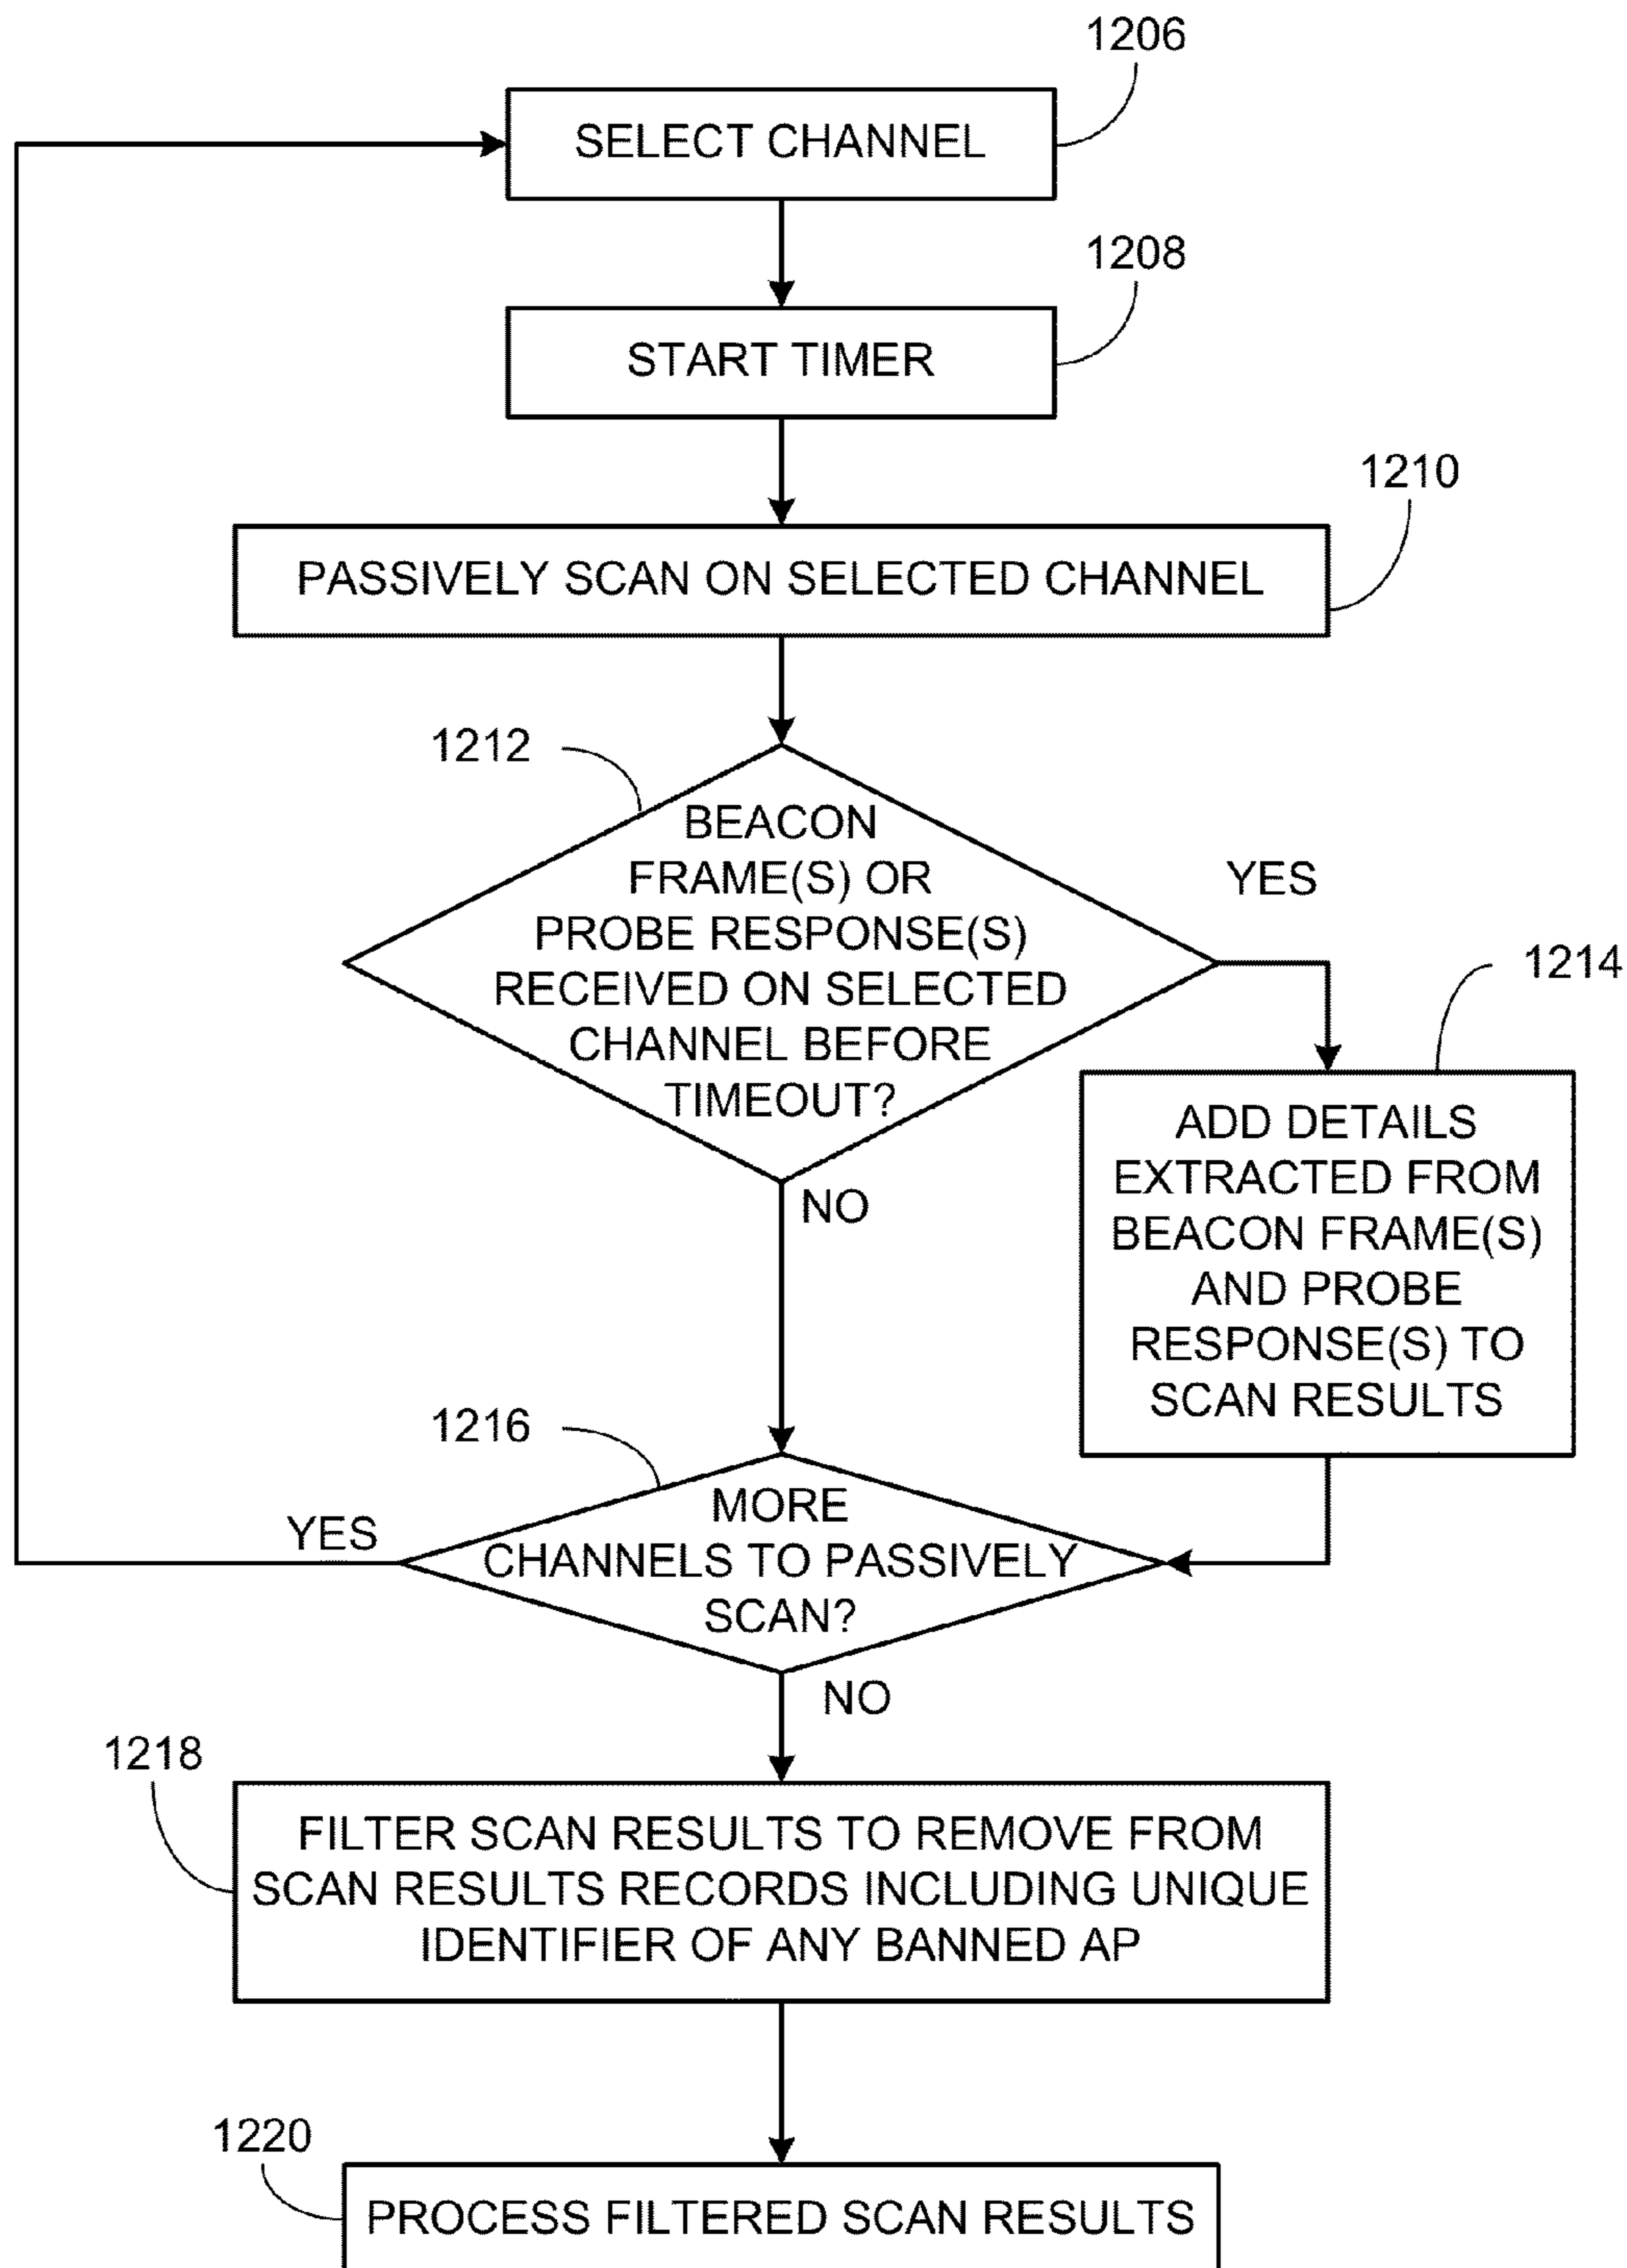 1206
SELECT CHANNEL
1208
START TIMER
1210
PASSIVELY SCAN ON SELECTED CHANNEL
1212
BEACON
FRAME(S) OR
PROBE RESPONSE(S)
RECEIVED ON SELECTED
CHANNEL BEFORE
TIMEOUT?
YES
NO
1214
ADD DETAILS
EXTRACTED FROM
BEACON FRAME(S)
AND PROBE
RESPONSE(S) TO
SCAN RESULTS
1216
MORE
CHANNELS TO PASSIVELY
SCAN?
YES
NO
1218
FILTER SCAN RESULTS TO REMOVE FROM
SCAN RESULTS RECORDS INCLUDING UNIQUE
IDENTIFIER OF ANY BANNED AP
1220
PROCESS FILTERED SCAN RESULTS